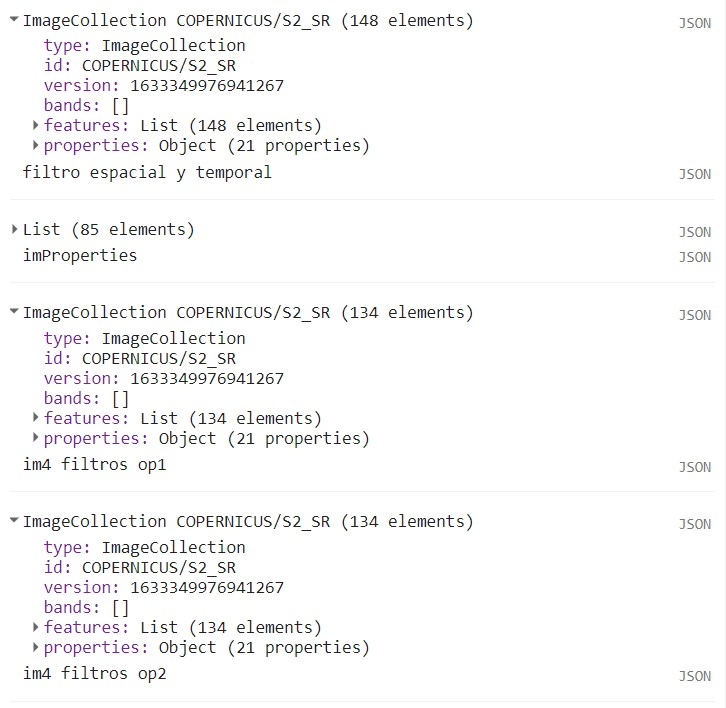 ImageCollection COPERNICUS/S2_SR (148 elements) JSON
type: ImageCollection
id: COPERNICUS/S2_SR
version: 1633349976941267
bands: []
features: List (148 elements)
properties: Object (21 properties)
filtro espacial y temporal JSON
List (85 elements) JSON
imProperties JSON
ImageCollection COPERNICUS/S2_SR (134 elements) JSON
type: ImageCollection
id: COPERNICUS/S2_SR
version: 1633349976941267
bands: []
features: List (134 elements)
properties: Object (21 properties)
im4 filtros op1 JSON
ImageCollection COPERNICUS/S2_SR (134 elements) JSON
type: ImageCollection
id: COPERNICUS/S2_SR
version: 1633349976941267
bands: []
features: List (134 elements)
properties: Object (21 properties)
im4 filtros op2 JSON